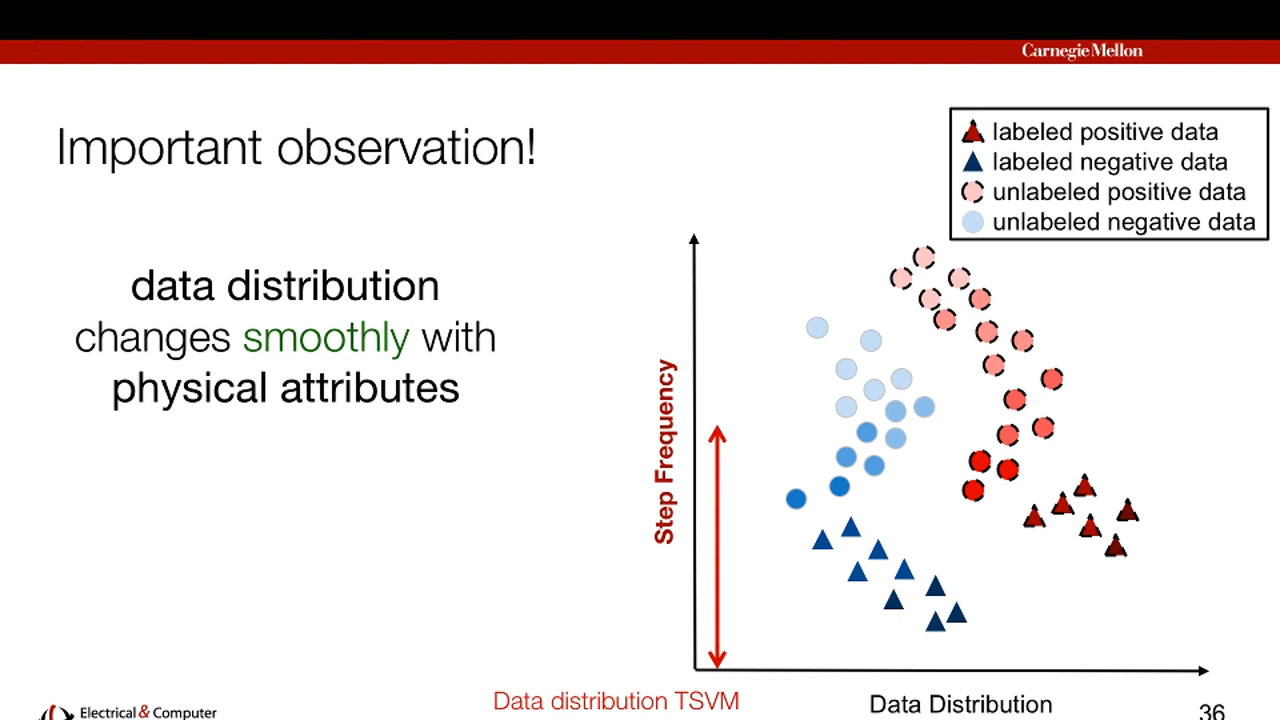 Carnegie Mellon
Important observation!
data distribution
changes smoothly with
physical attributes
labeled positive data
labeled negative data
unlabeled positive data
unlabeled negative data
Step Frequency
Data Distribution
Data distribution TSVM
Electrical & Computer
36